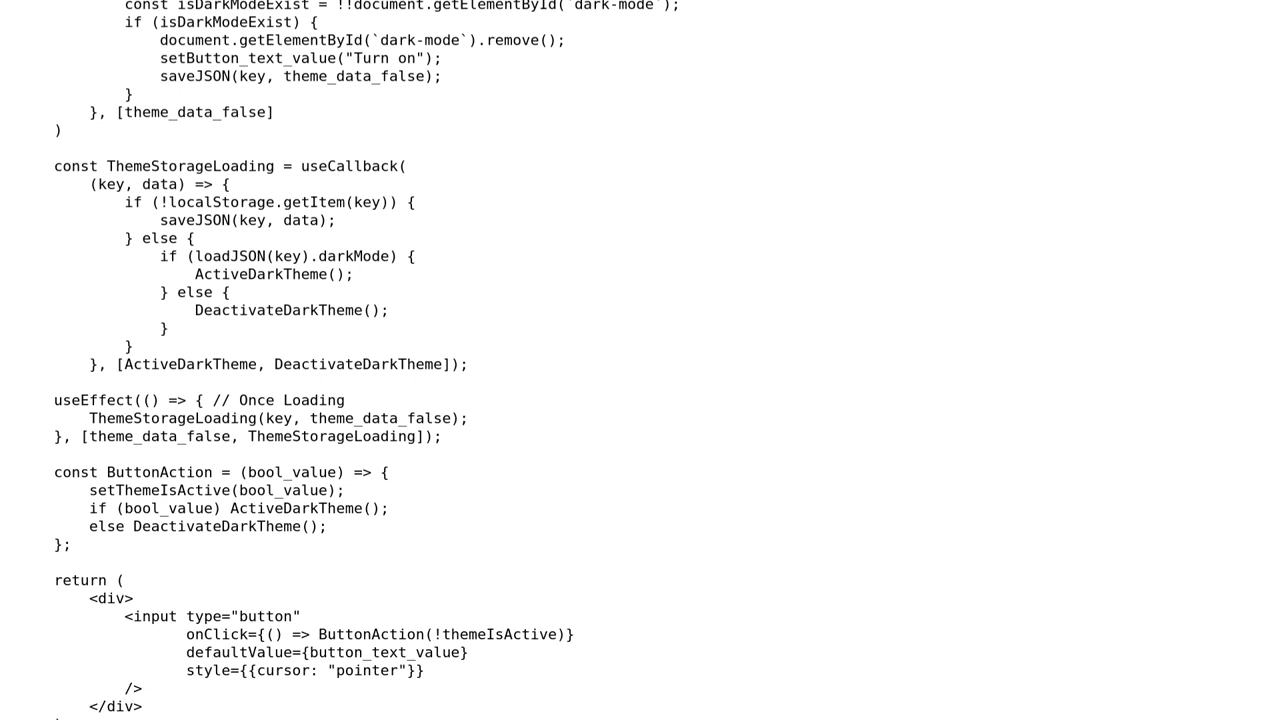 const isDarkModeExist = !!document.getElementById(`dark-mode`);
if (isDarkModeExist) {
document.getElementById(`dark-mode`).remove();
setButton_text_value("Turn on");
saveJSON(key, theme_data_false);
}
}, [theme_data_false]
)
const ThemeStorageLoading = useCallback(
(key, data) => {
if (!localStorage.getItem(key)) {
saveJSON(key, data);
} else {
if (loadJSON(key).darkMode) {
ActiveDarkTheme();
} else {
DeactivateDarkTheme();
}
}
}, [ActiveDarkTheme, DeactivateDarkTheme]);
useEffect(() => { // Once Loading
ThemeStorageLoading(key, theme_data_false);
}, [theme_data_false, ThemeStorageLoading]);
const ButtonAction = (bool_value) => {
setThemeIsActive(bool_value);
if (bool_value) ActiveDarkTheme();
else DeactivateDarkTheme();
};
return (
<div>
<input type="button"
onClick={() => ButtonAction(!themeIsActive)}
defaultValue={button_text_value}
style={{cursor: "pointer"}}
/>
</div>